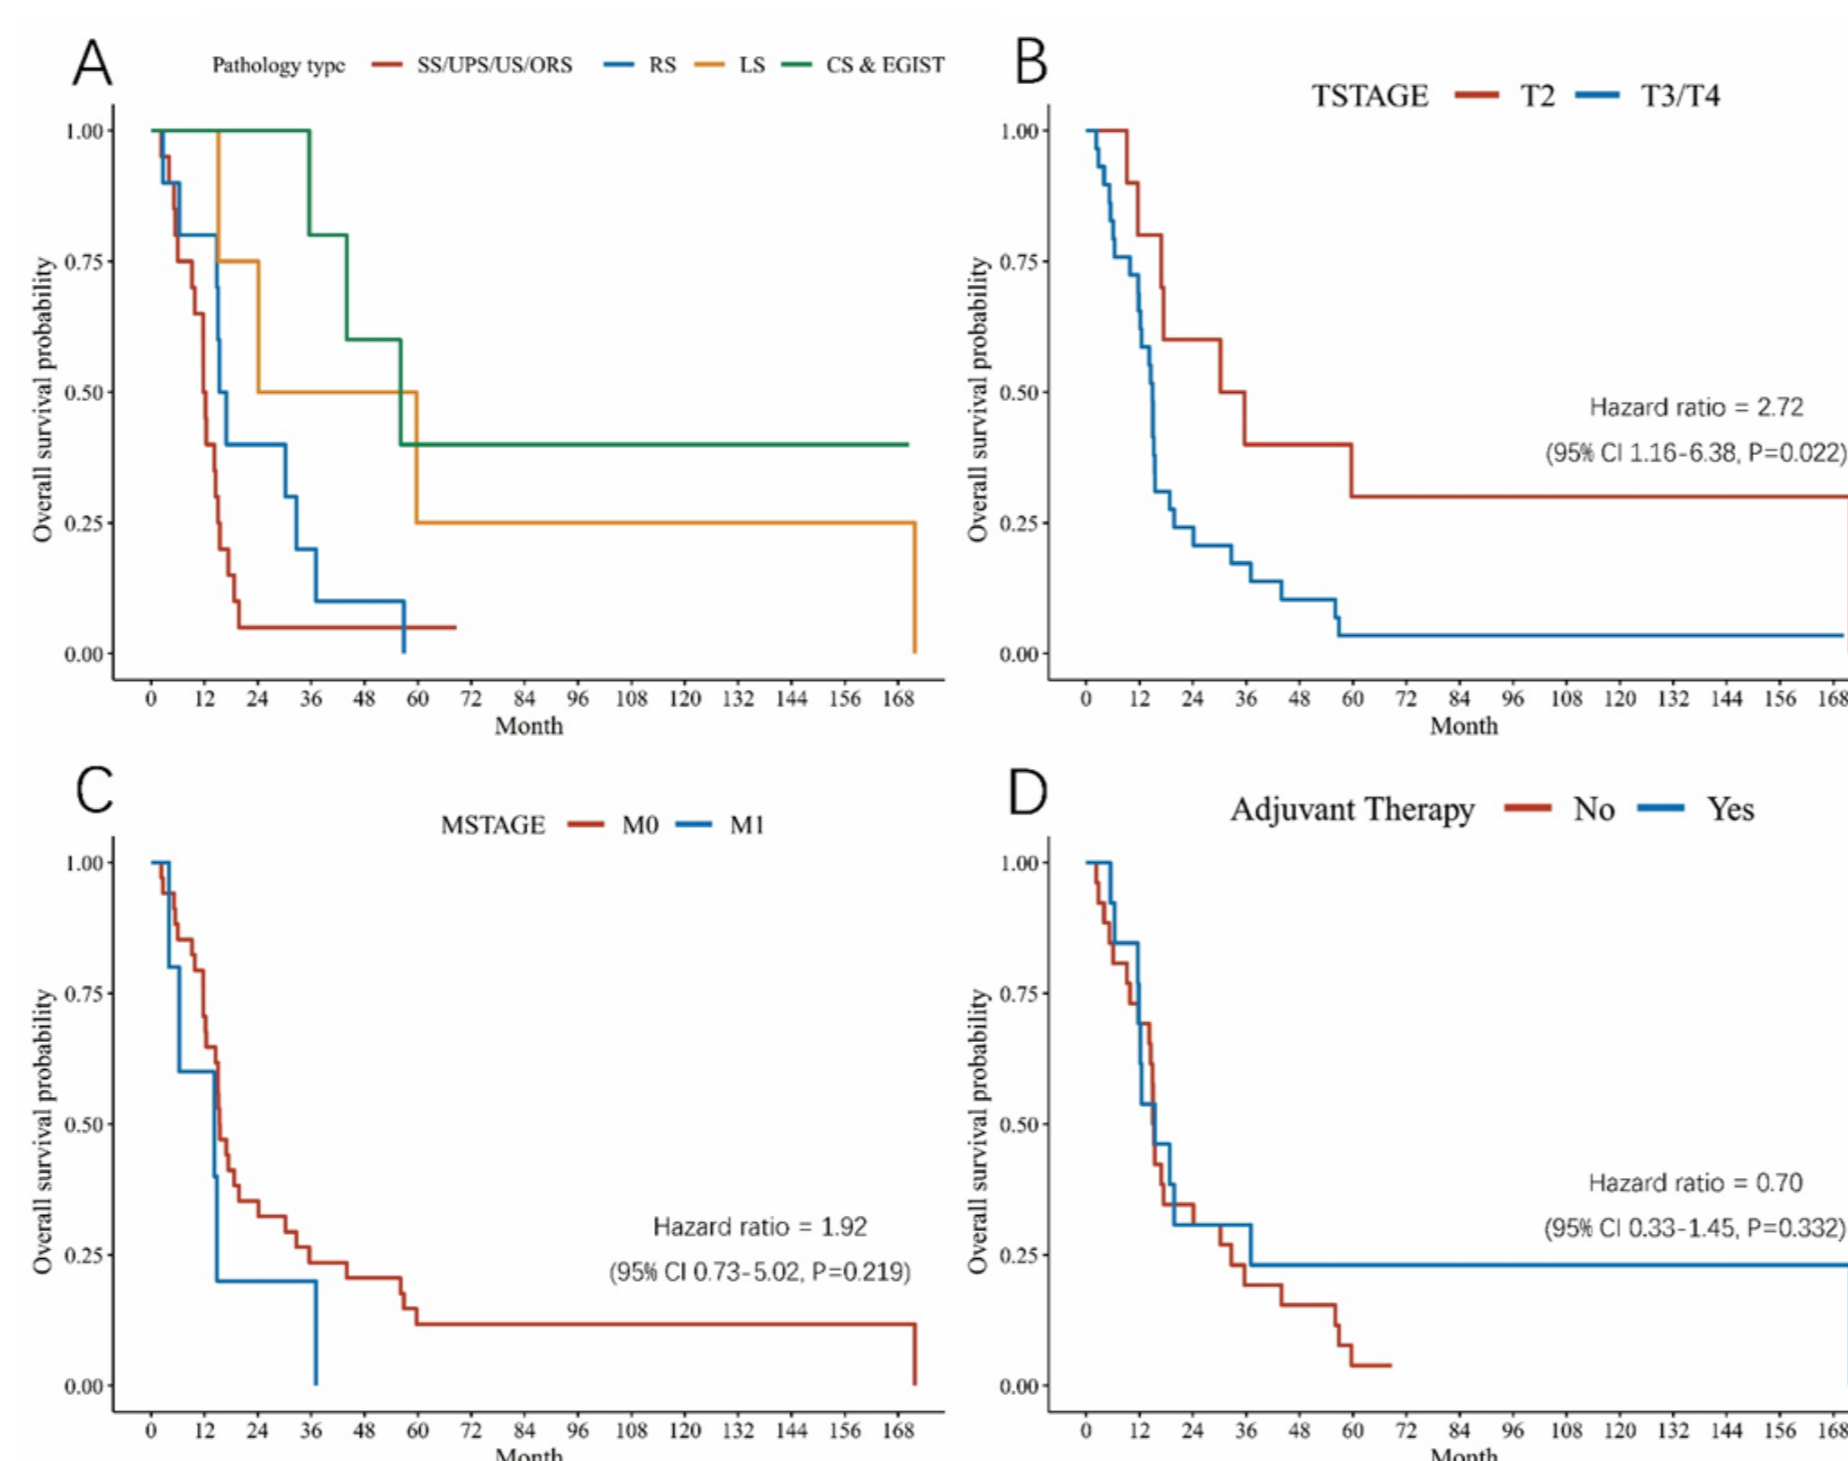 A
Pathology type SS/UPS/US/ORS RS LS CS & EGIST
1.00
0.75
0.50
0.25
0.00
Overall survival probability
0 12 24 36 48 60 72 84 96 108 120 132 144 156 168
Month
B
TSTAGE T2 T3/T4
1.00
0.75
0.50
0.25
0.00
Overall survival probability
Hazard ratio = 2.72
(95% CI 1.16-6.38, P=0.022)
0 12 24 36 48 60 72 84 96 108 120 132 144 156 168
Month
C
MSTAGE M0 M1
1.00
0.75
0.50
0.25
0.00
Overall survival probability
Hazard ratio = 1.92
(95% CI 0.73-5.02, P=0.219)
0 12 24 36 48 60 72 84 96 108 120 132 144 156 168
Month
D
Adjuvant Therapy No Yes
1.00
0.75
0.50
0.25
0.00
Overall survival probability
Hazard ratio = 0.70
(95% CI 0.33-1.45, P=0.332)
0 12 24 36 48 60 72 84 96 108 120 132 144 156 168
Month